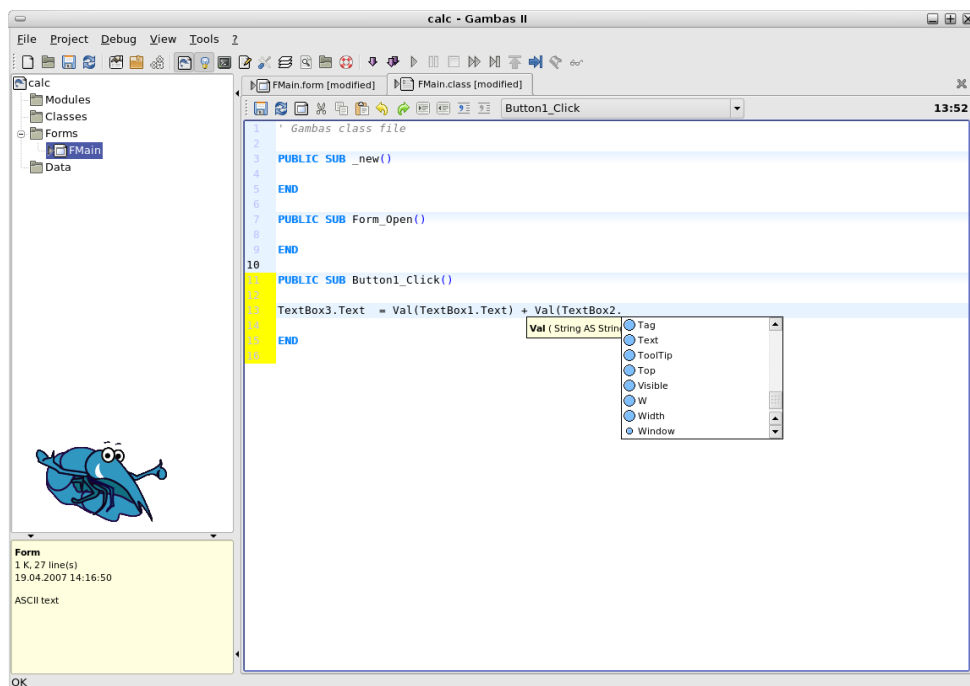 calc - Gambas II
File Project Debug View Tools ?
calc
Modules
Classes
Forms
FMain
Data
FMain.form [modified]
FMain.class [modified]
Button1_Click
13:52
1 ' Gambas class file
2
3 PUBLIC SUB _new()
4
5 END
6
7 PUBLIC SUB Form_Open()
8
9 END
10
11 PUBLIC SUB Button1_Click()
12
13 TextBox3.Text  = Val(TextBox1.Text) + Val(TextBox2.
14
15 END
16
Val ( String AS Strin
Tag
Text
ToolTip
Top
Visible
W
Width
Window
Form
1 K, 27 line(s)
19.04.2007 14:16:50
ASCII text
OK